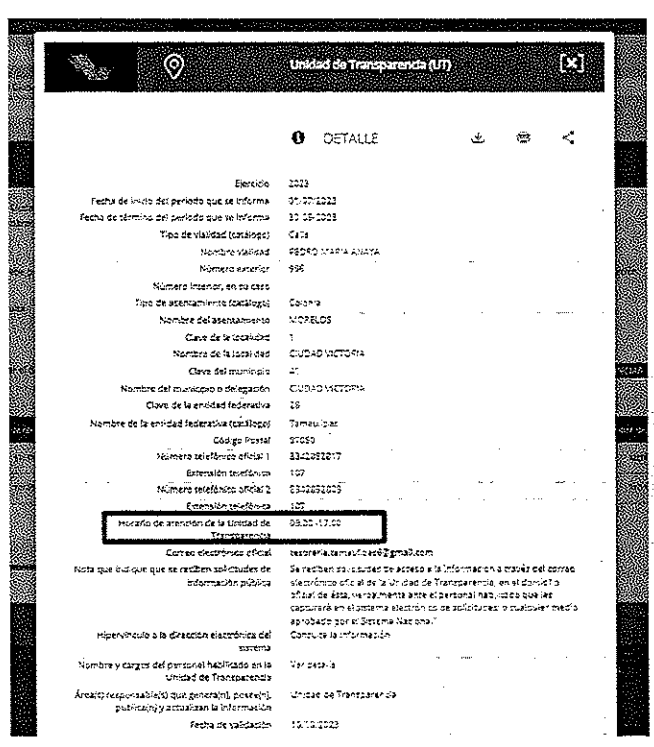 Unidad de Transparencia (UT) [×]
DETALLE
Ejercicio 2023
Fecha de inicio del periodo que se informa 01/07/2023
Fecha de término del periodo que se informa
Tipo de vialidad (catálogo) Calle
Nombre vialidad PEDRO MARIA ANAYA
Número exterior
Número interior, en su caso
Tipo de asentamiento (catálogo) Colonia
Nombre del asentamiento MORELOS
Clave de la localidad 1
Nombre de la localidad CIUDAD VICTORIA
Clave del municipio 41
Nombre del municipio o delegación CIUDAD VICTORIA
Clave de la entidad federativa 28
Nombre de la entidad federativa (catálogo) Tamaulipas
Código Postal
Número telefónico oficial 1
Extensión telefónica 107
Número telefónico oficial 2
Extensión telefónica 107
Horario de atención de la Unidad de
Transparencia
Correo electrónico oficial
Nota que indique que se reciben solicitudes de
información pública
Se reciben solicitudes de acceso a la información a través del correo
electrónico oficial de la Unidad de Transparencia, en el domicilio
oficial de ésta, verbalmente ante el personal habilitado que las
capturará en el sistema electrónico de solicitudes; o cualquier medio
aprobado por el Sistema Nacional."
Hipervínculo a la dirección electrónica del
sistema
Consulta la información
Nombre y cargos del personal habilitado en la
Unidad de Transparencia
Ver detalle
Área(s) responsable(s) que genera(n), posee(n),
publica(n) y actualizan la información
Unidad de Transparencia
Fecha de validación